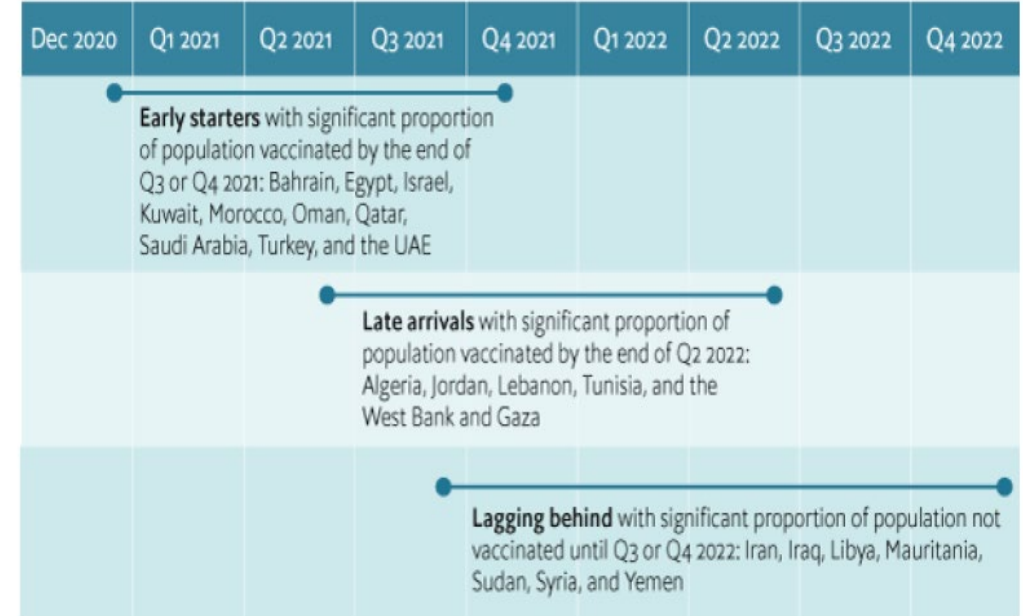 Dec 2020 Q1 2021 Q2 2021 Q3 2021 Q4 2021 Q1 2022 Q2 2022 Q3 2022 Q4 2022
Early starters with significant proportion
of population vaccinated by the end of
Q3 or Q4 2021: Bahrain, Egypt, Israel,
Kuwait, Morocco, Oman, Qatar,
Saudi Arabia, Turkey, and the UAE
Late arrivals with significant proportion of
population vaccinated by the end of Q2 2022:
Algeria, Jordan, Lebanon, Tunisia, and the
West Bank and Gaza
Lagging behind with significant proportion of population not
vaccinated until Q3 or Q4 2022: Iran, Iraq, Libya, Mauritania,
Sudan, Syria, and Yemen